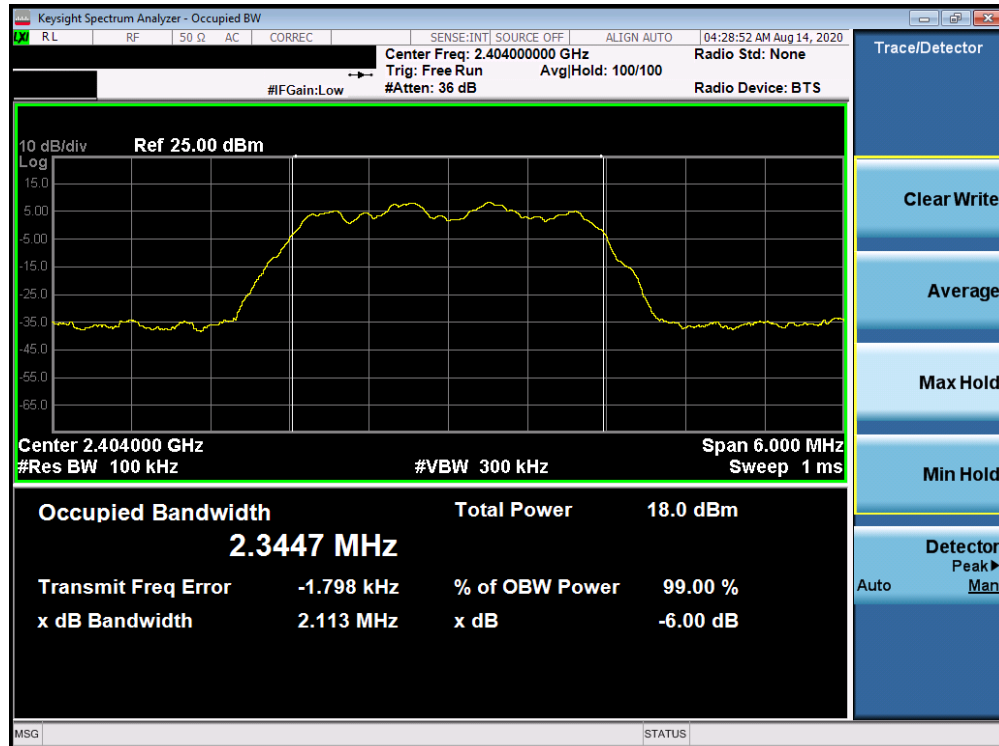 Keysight Spectrum Analyzer - Occupied BW
LXI RL RF 50 Ω AC CORREC SENSE:INT SOURCE OFF ALIGN AUTO 04:28:52 AM Aug 14, 2020
Center Freq: 2.404000000 GHz Radio Std: None
Trig: Free Run Avg|Hold: 100/100
#IFGain:Low #Atten: 36 dB Radio Device: BTS
Trace/Detector
10 dB/div Ref 25.00 dBm
Log
15.0
5.00
-5.00
-15.0
-25.0
-35.0
-45.0
-55.0
-65.0
Center 2.404000 GHz Span 6.000 MHz
#Res BW 100 kHz #VBW 300 kHz Sweep 1 ms
Occupied Bandwidth Total Power 18.0 dBm
2.3447 MHz
Transmit Freq Error -1.798 kHz % of OBW Power 99.00 %
x dB Bandwidth 2.113 MHz x dB -6.00 dB
Clear Write
Average
Max Hold
Min Hold
Detector
Peak▶
Auto Man
MSG STATUS